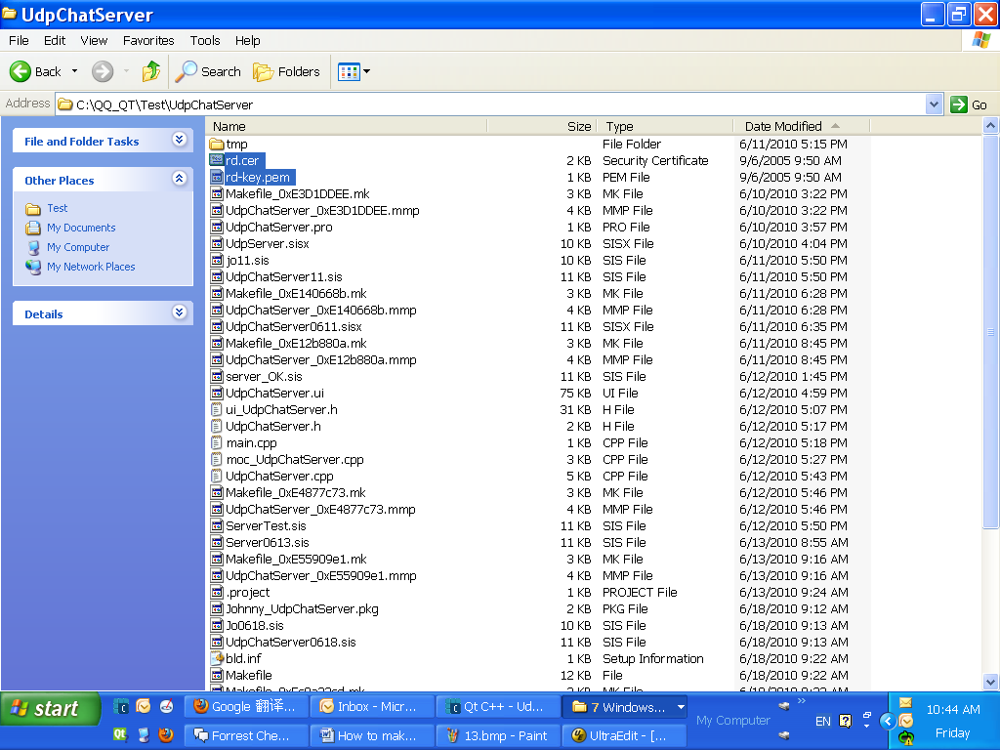 UdpChatServer
File Edit View Favorites Tools Help
Back Search Folders
Address C:\QQ_QT\Test\UdpChatServer Go
File and Folder Tasks
Other Places
Test
My Documents
My Computer
My Network Places
Details
Name Size Type Date Modified
tmp File Folder 6/11/2010 5:15 PM
rd.cer 2 KB Security Certificate 9/6/2005 9:50 AM
rd-key.pem 1 KB PEM File 9/6/2005 9:50 AM
Makefile_0xE3D1DDEE.mk 3 KB MK File 6/10/2010 3:22 PM
UdpChatServer_0xE3D1DDEE.mmp 4 KB MMP File 6/10/2010 3:22 PM
UdpChatServer.pro 1 KB PRO File 6/10/2010 3:57 PM
UdpServer.sisx 10 KB SISX File 6/10/2010 4:04 PM
jo11.sis 10 KB SIS File 6/11/2010 5:50 PM
UdpChatServer11.sis 11 KB SIS File 6/11/2010 5:50 PM
Makefile_0xE140668b.mk 3 KB MK File 6/11/2010 6:28 PM
UdpChatServer_0xE140668b.mmp 4 KB MMP File 6/11/2010 6:28 PM
UdpChatServer0611.sisx 11 KB SISX File 6/11/2010 6:35 PM
Makefile_0xE12b880a.mk 3 KB MK File 6/11/2010 8:45 PM
UdpChatServer_0xE12b880a.mmp 4 KB MMP File 6/11/2010 8:45 PM
server_OK.sis 11 KB SIS File 6/12/2010 1:45 PM
UdpChatServer.ui 75 KB UI File 6/12/2010 4:59 PM
ui_UdpChatServer.h 31 KB H File 6/12/2010 5:07 PM
UdpChatServer.h 2 KB H File 6/12/2010 5:17 PM
main.cpp 1 KB CPP File 6/12/2010 5:18 PM
moc_UdpChatServer.cpp 3 KB CPP File 6/12/2010 5:27 PM
UdpChatServer.cpp 5 KB CPP File 6/12/2010 5:43 PM
Makefile_0xE4877c73.mk 3 KB MK File 6/12/2010 5:46 PM
UdpChatServer_0xE4877c73.mmp 4 KB MMP File 6/12/2010 5:46 PM
ServerTest.sis 11 KB SIS File 6/12/2010 5:50 PM
Server0613.sis 11 KB SIS File 6/13/2010 8:55 AM
Makefile_0xE55909e1.mk 3 KB MK File 6/13/2010 9:16 AM
UdpChatServer_0xE55909e1.mmp 4 KB MMP File 6/13/2010 9:16 AM
.project 1 KB PROJECT File 6/13/2010 9:24 AM
Johnny_UdpChatServer.pkg 2 KB PKG File 6/18/2010 9:12 AM
Jo0618.sis 10 KB SIS File 6/18/2010 9:13 AM
UdpChatServer0618.sis 11 KB SIS File 6/18/2010 9:13 AM
bld.inf 1 KB Setup Information 6/18/2010 9:22 AM
Makefile 12 KB File 6/18/2010 9:22 AM
start Google 翻译... Inbox - Micr... Qt C++ - Ud... 7 Windows... My Computer EN 10:44 AM
Forrest Che... How to mak... 13.bmp - Paint UltraEdit - [... Friday